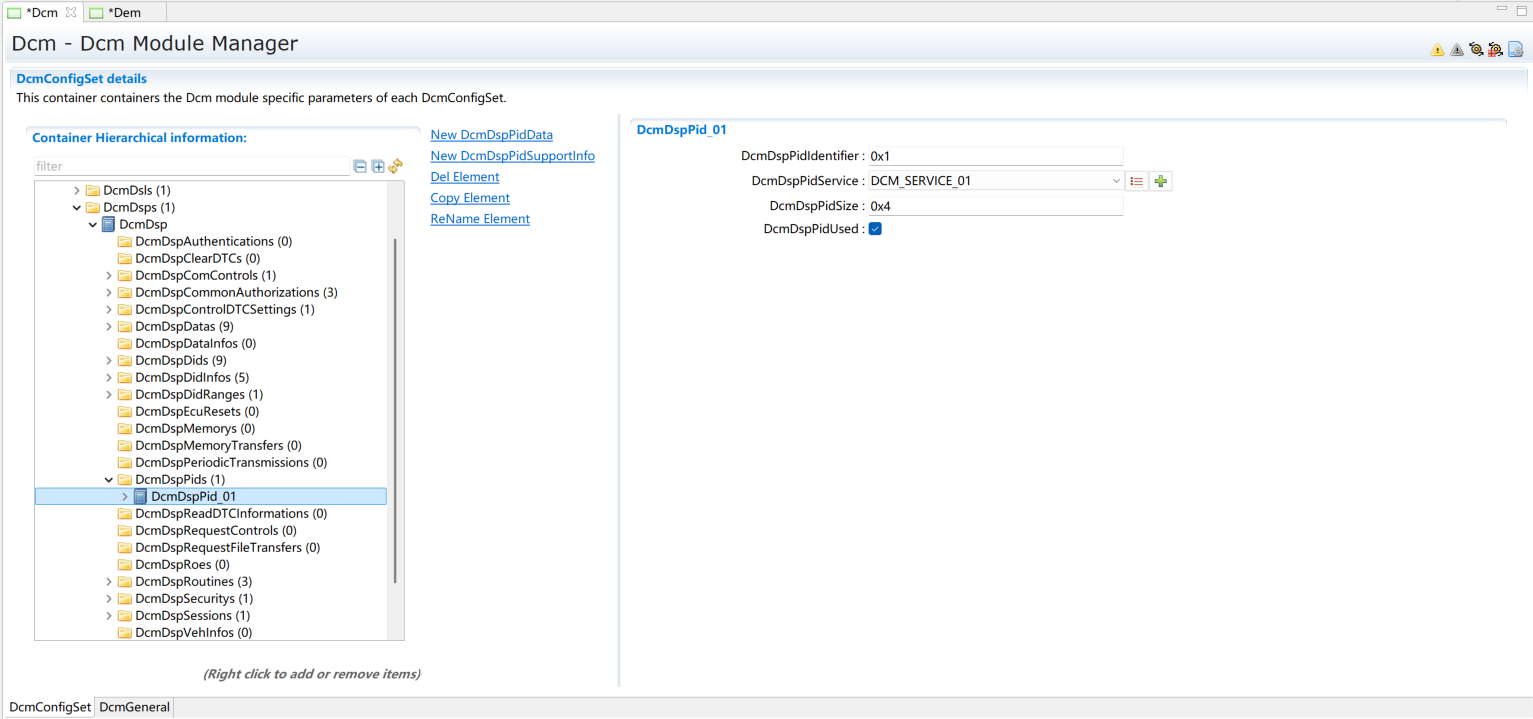 *Dcm
*Dem
Dcm - Dcm Module Manager
DcmConfigSet details
This container containers the Dcm module specific parameters of each DcmConfigSet.
Container Hierarchical information:
filter
DcmDsls (1)
DcmDsps (1)
DcmDsp
DcmDspAuthentications (0)
DcmDspClearDTCs (0)
DcmDspComControls (1)
DcmDspCommonAuthorizations (3)
DcmDspControlDTCSettings (1)
DcmDspDatas (9)
DcmDspDataInfos (0)
DcmDspDids (9)
DcmDspDidInfos (5)
DcmDspDidRanges (1)
DcmDspEcuResets (0)
DcmDspMemorys (0)
DcmDspMemoryTransfers (0)
DcmDspPeriodicTransmissions (0)
DcmDspPids (1)
DcmDspPid_01
DcmDspReadDTCInformations (0)
DcmDspRequestControls (0)
DcmDspRequestFileTransfers (0)
DcmDspRoes (0)
DcmDspRoutines (3)
DcmDspSecuritys (1)
DcmDspSessions (1)
DcmDspVehInfos (0)
(Right click to add or remove items)
New DcmDspPidData
New DcmDspPidSupportInfo
Del Element
Copy Element
ReName Element
DcmDspPid_01
DcmDspPidIdentifier : 0x1
DcmDspPidService : DCM_SERVICE_01
DcmDspPidSize : 0x4
DcmDspPidUsed :
DcmConfigSet
DcmGeneral